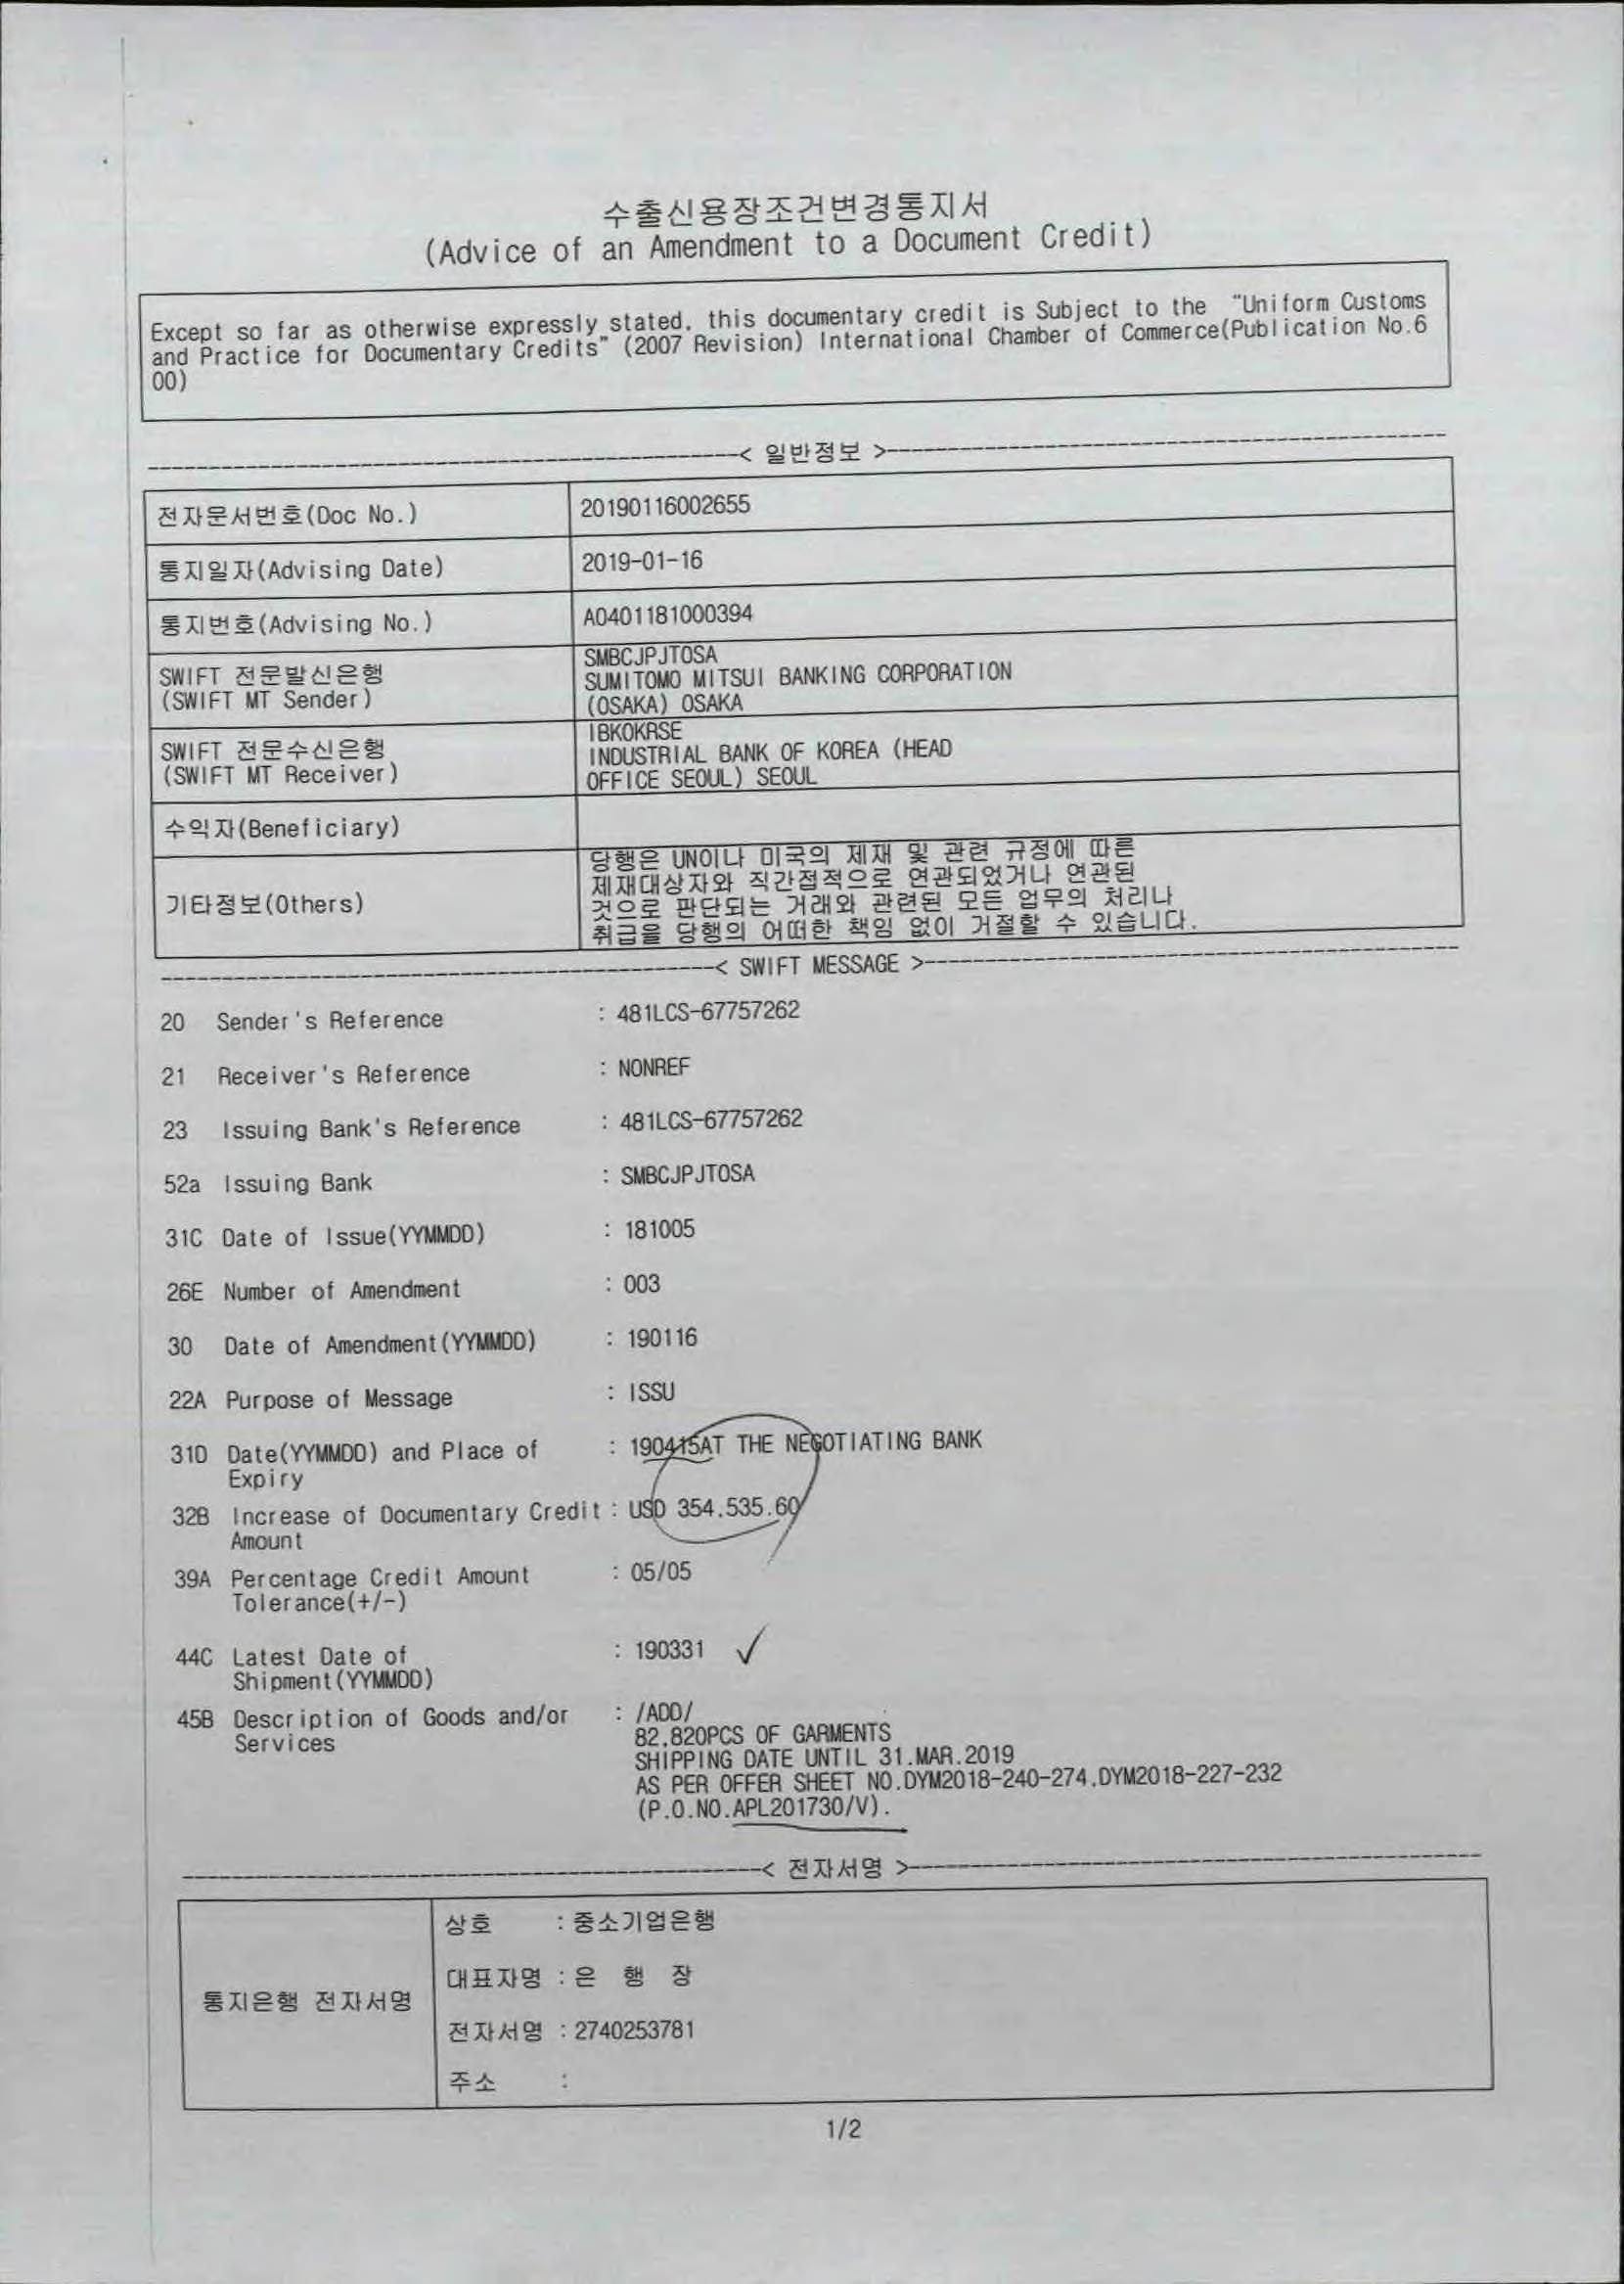 수출신용장조건변경통지서
(Advice of an Amendment to a Document Credit)
Except so far as otherwise expressly stated, this documentary credit is Subject to the "Uniform Customs
and Practice for Documentary Credits" (2007 Revision) International Chamber of Commerce(Publication No.6
00)
< 일반정보 >
전자문서번호(Doc No.) 20190116002655
통지일자(Advising Date) 2019-01-16
통지번호(Advising No.) A0401181000394
SWIFT 전문발신은행
(SWIFT MT Sender)
SMBCJPJTOSA
SUMITOMO MITSUI BANKING CORPORATION
(OSAKA) OSAKA
SWIFT 전문수신은행
(SWIFT MT Receiver)
IBKOKRSE
INDUSTRIAL BANK OF KOREA (HEAD
OFFICE SEOUL) SEOUL
수익자(Beneficiary)
기타정보(Others)
당행은 UN이나 미국의 제재 및 관련 규정에 따른
제재대상자와 직간접적으로 연관되었거나 연관된
것으로 판단되는 거래와 관련된 모든 업무의 처리나
취급을 당행의 어떠한 책임 없이 거절할 수 있습니다.
< SWIFT MESSAGE >
20 Sender's Reference : 481LCS-67757262
21 Receiver's Reference : NONREF
23 Issuing Bank's Reference : 481LCS-67757262
52a Issuing Bank : SMBCJPJTOSA
31C Date of Issue(YYMMDD) : 181005
26E Number of Amendment : 003
30 Date of Amendment(YYMMDD) : 190116
22A Purpose of Message : ISSU
31D Date(YYMMDD) and Place of : 190415AT THE NEGOTIATING BANK
Expiry
32B Increase of Documentary Credit : USD 354,535.60
Amount
39A Percentage Credit Amount : 05/05
Tolerance(+/-)
44C Latest Date of : 190331 ✓
Shipment(YYMMDD)
45B Description of Goods and/or : /ADD/
Services
82,820PCS OF GARMENTS
SHIPPING DATE UNTIL 31.MAR.2019
AS PER OFFER SHEET NO.DYM2018-240-274,DYM2018-227-232
(P.O.NO.APL201730/V).
< 전자서명 >
통지은행 전자서명
상호 : 중소기업은행
대표자명 : 은 행 장
전자서명 : 2740253781
주소 :
1/2